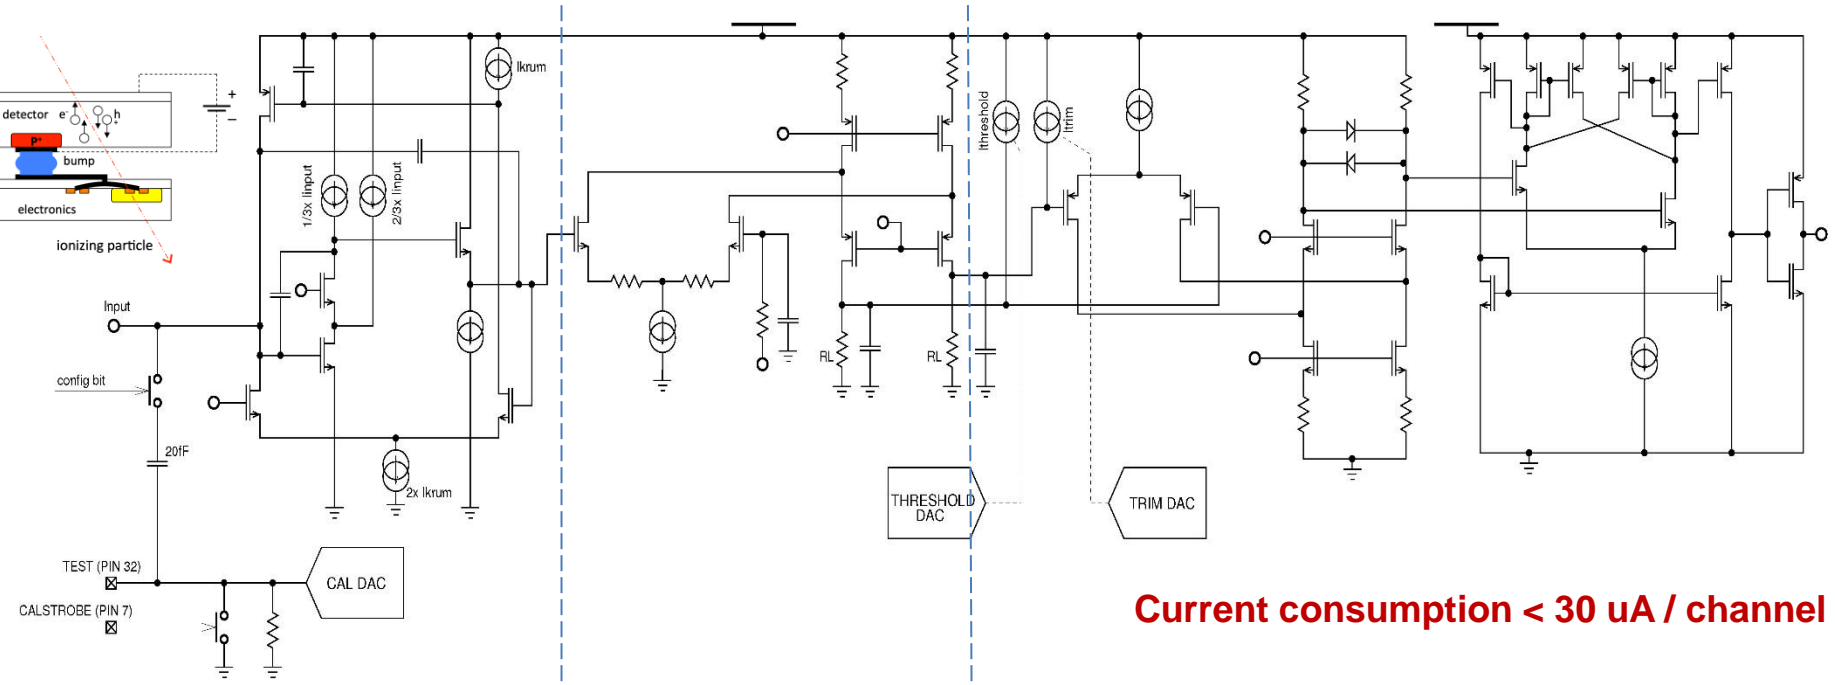 detector
e-
h
+
+
−
P+
bump
electronics
ionizing particle
Input
config bit
20fF
TEST (PIN 32)
CALSTROBE (PIN 7)
CAL DAC
1/3x Iinput
2/3x Iinput
Ikrum
2x Ikrum
RL
RL
Ithreshold
Itrim
THRESHOLD
DAC
TRIM DAC
Current consumption < 30 uA / channel